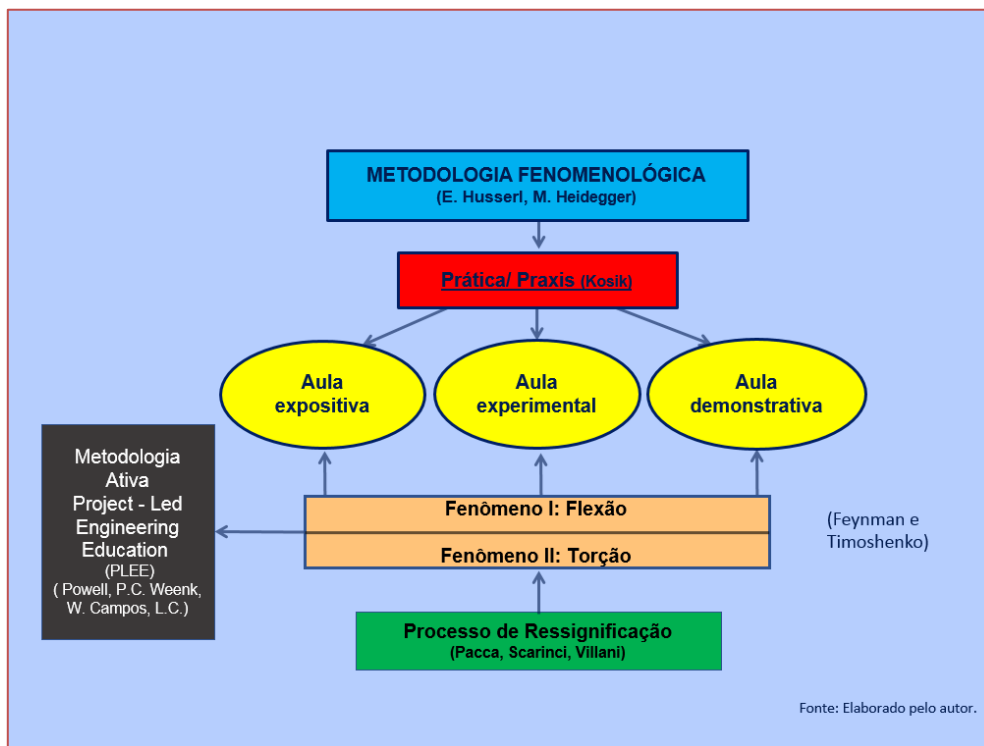 METODOLOGIA FENOMENOLÓGICA
(E. Husserl, M. Heidegger)
Prática/ Praxis (Kosik)
Aula
expositiva
Aula
experimental
Aula
demonstrativa
Metodologia
Ativa
Project - Led
Engineering
Education
(PLEE)
( Powell, P.C. Weenk,
W. Campos, L.C.)
Fenômeno I: Flexão
Fenômeno II: Torção
(Feynman e
Timoshenko)
Processo de Ressignificação
(Pacca, Scarinci, Villani)
Fonte: Elaborado pelo autor.